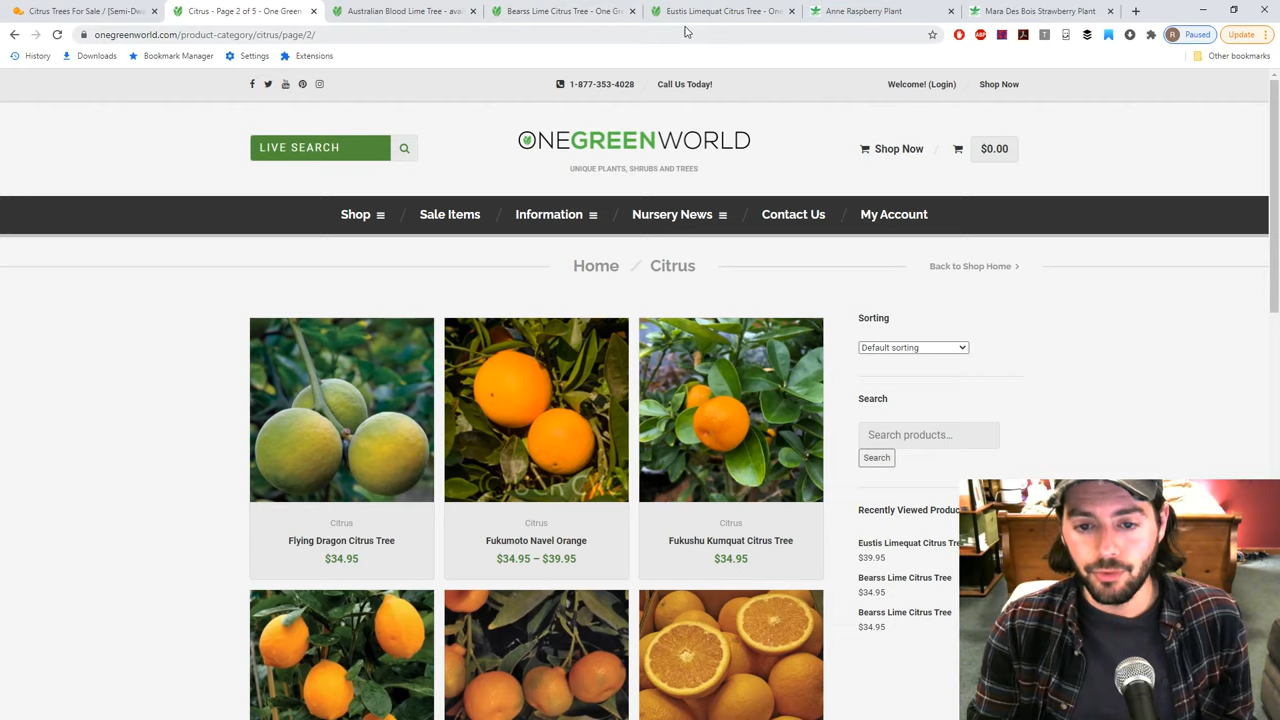 Citrus Trees For Sale / [Semi-Dwa
Citrus - Page 2 of 5 - One Green
Australian Blood Lime Tree - avai
Bearss Lime Citrus Tree - One Gr
Eustis Limequat Citrus Tree - One
Anne Raspberry Plant
Mara Des Bois Strawberry Plant
onegreenworld.com/product-category/citrus/page/2/
ABP
T
R Paused
Update
History
Downloads
Bookmark Manager
Settings
Extensions
Other bookmarks
1-877-353-4028
Call Us Today!
Welcome! (Login)
Shop Now
LIVE SEARCH
ONEGREENWORLD
UNIQUE PLANTS, SHRUBS AND TREES
Shop Now / $0.00
Shop / Sale Items / Information / Nursery News / Contact Us / My Account
Home / Citrus
Back to Shop Home >
Sorting
Default sorting
Search
Search products…
Search
Recently Viewed Produc
Eustis Limequat Citrus Tre
$39.95
Bearss Lime Citrus Tree
$34.95
Bearss Lime Citrus Tree
$34.95
Citrus
Flying Dragon Citrus Tree
$34.95
Citrus
Fukumoto Navel Orange
$34.95 – $39.95
Citrus
Fukushu Kumquat Citrus Tree
$34.95